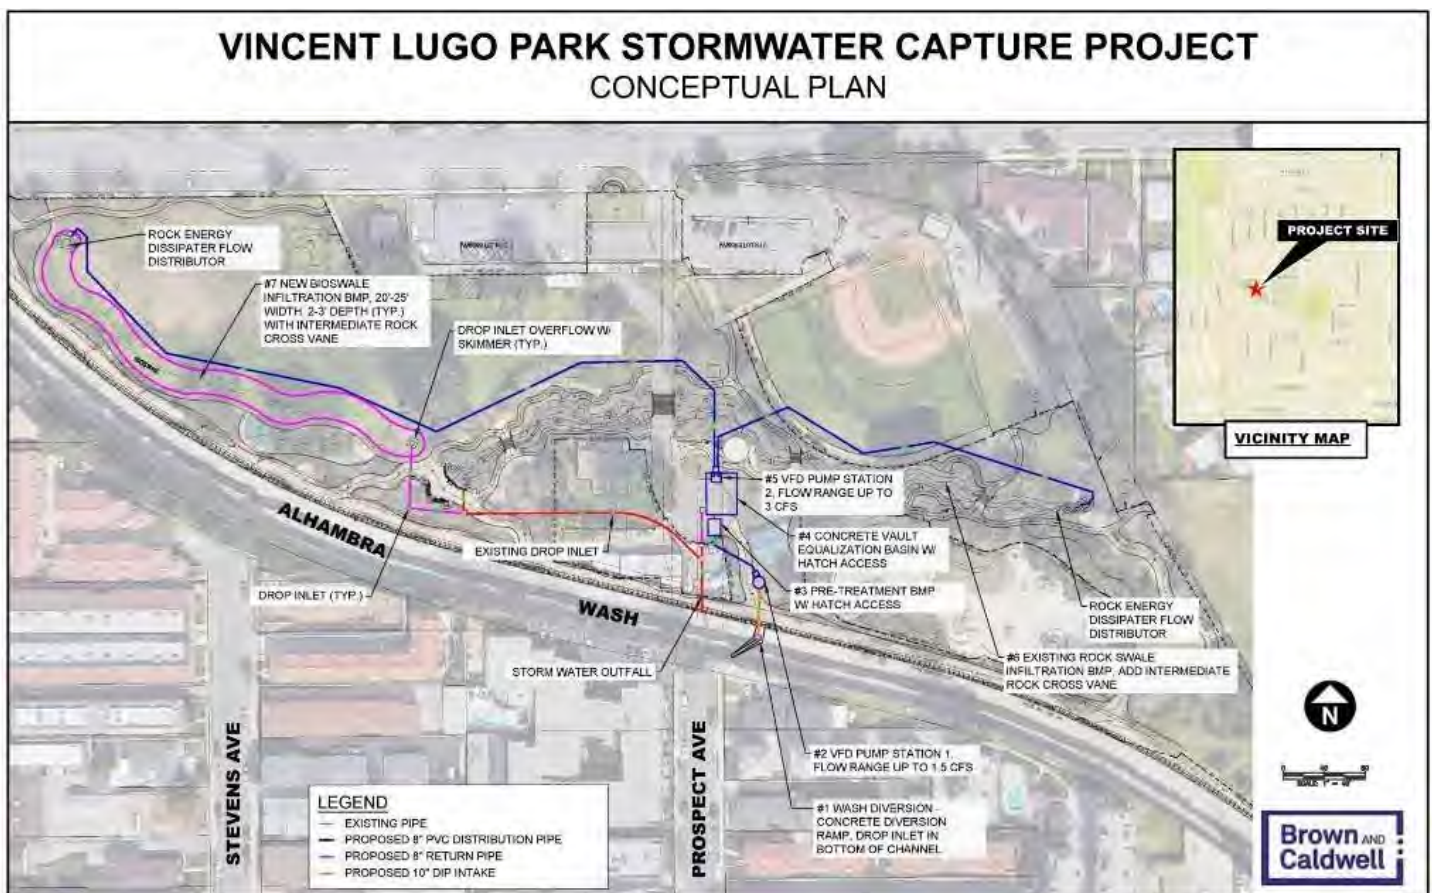 VINCENT LUGO PARK STORMWATER CAPTURE PROJECT
CONCEPTUAL PLAN
ROCK ENERGY
DISSIPATER FLOW
DISTRIBUTOR
#7 NEW BIOSWALE
INFILTRATION BMP, 20'-25'
WIDTH 2-3' DEPTH (TYP.)
WITH INTERMEDIATE ROCK
CROSS VANE
DROP INLET OVERFLOW W/
SKIMMER (TYP.)
PROJECT SITE
VICINITY MAP
#5 VFD PUMP STATION
2, FLOW RANGE UP TO
3 CFS
#4 CONCRETE VAULT
EQUALIZATION BASIN W/
HATCH ACCESS
#3 PRE-TREATMENT BMP
W/ HATCH ACCESS
EXISTING DROP INLET
DROP INLET (TYP.)
ALHAMBRA
WASH
ROCK ENERGY
DISSIPATER FLOW
DISTRIBUTOR
#6 EXISTING ROCK SWALE
INFILTRATION BMP, ADD INTERMEDIATE
ROCK CROSS VANE
STORM WATER OUTFALL
#2 VFD PUMP STATION 1,
FLOW RANGE UP TO 1.5 CFS
#1 WASH DIVERSION -
CONCRETE DIVERSION
RAMP, DROP INLET IN
BOTTOM OF CHANNEL
STEVENS AVE
PROSPECT AVE
LEGEND
EXISTING PIPE
PROPOSED 8" PVC DISTRIBUTION PIPE
PROPOSED 8" RETURN PIPE
PROPOSED 10" DIP INTAKE
N
Brown AND
Caldwell